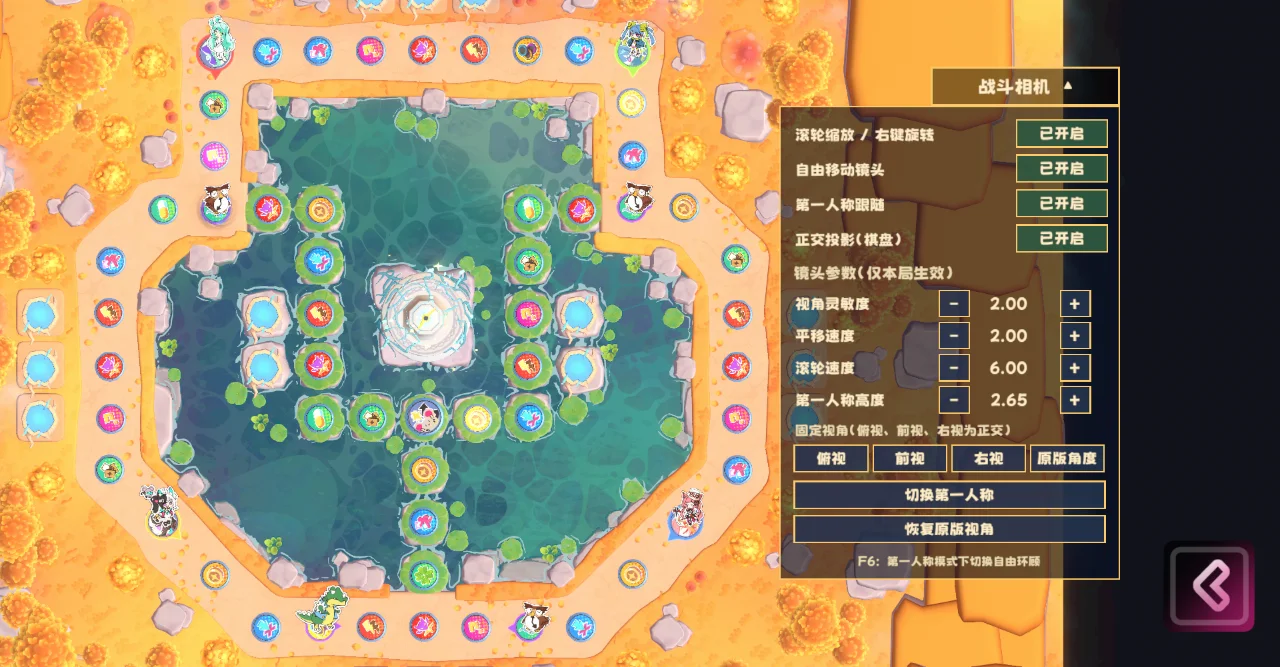 战斗相机 ▲
滚轮缩放 / 右键旋转 已开启
自由移动镜头 已开启
第一人称跟随 已开启
正交投影(棋盘) 已开启
镜头参数(仅本局生效)
视角灵敏度 − 2.00 +
平移速度 − 2.00 +
滚轮速度 − 6.00 +
第一人称高度 − 2.65 +
固定视角(俯视、前视、右视为正交)
俯视 前视 右视 原版角度
切换第一人称
恢复原版视角
F6: 第一人称模式下切换自由环顾